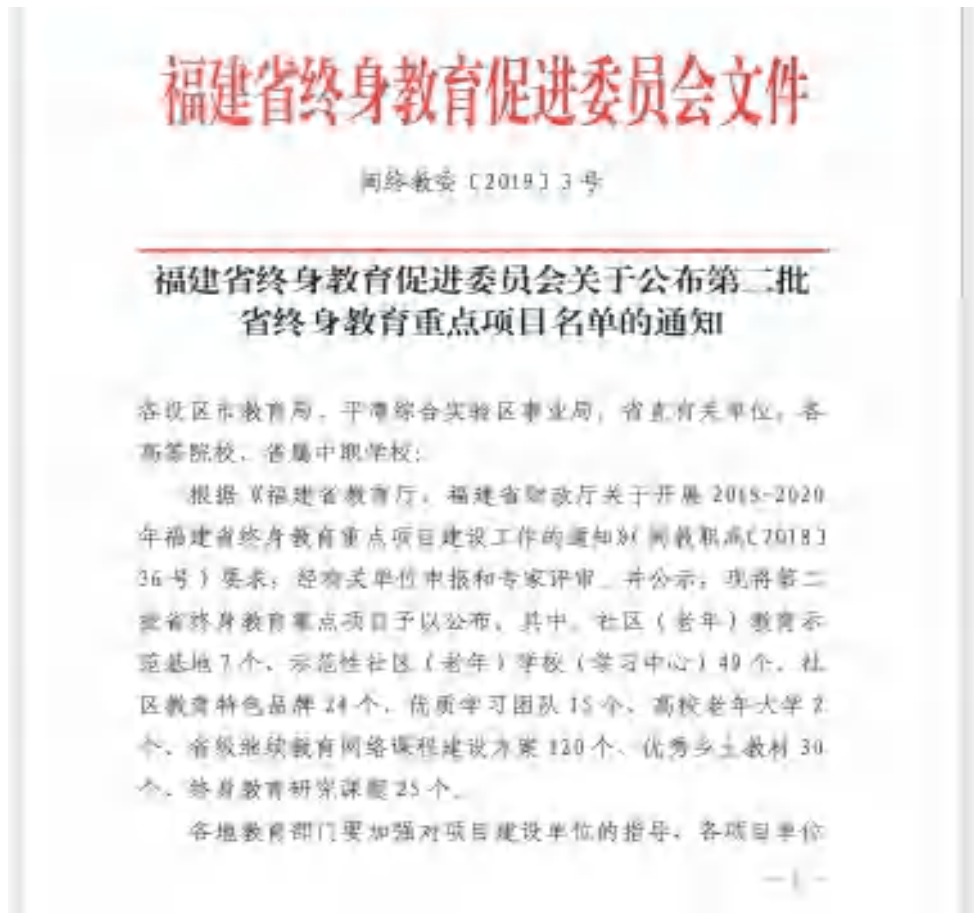 福建省终身教育促进委员会文件
闽终教委〔2019〕3号
福建省终身教育促进委员会关于公布第二批
省终身教育重点项目名单的通知
各设区市教育局、平潭综合实验区事业局，省直有关单位，各
高等院校、省属中职学校：
根据《福建省教育厅、福建省财政厅关于开展 2018-2020
年福建省终身教育重点项目建设工作的通知》（闽教职成〔2018〕
36号）要求，经有关单位申报和专家评审，并公示，现将第二
批省终身教育重点项目予以公布。其中，社区（老年）教育示
范基地7个、示范性社区（老年）学校（学习中心）49个、社
区教育特色品牌24个、优质学习团队15个、高校老年大学2
个、省级继续教育网络课程建设方案120个、优秀乡土教材30
个、终身教育研究课题25个。
各地教育部门要加强对项目建设单位的指导，各项目单位
— 1 —